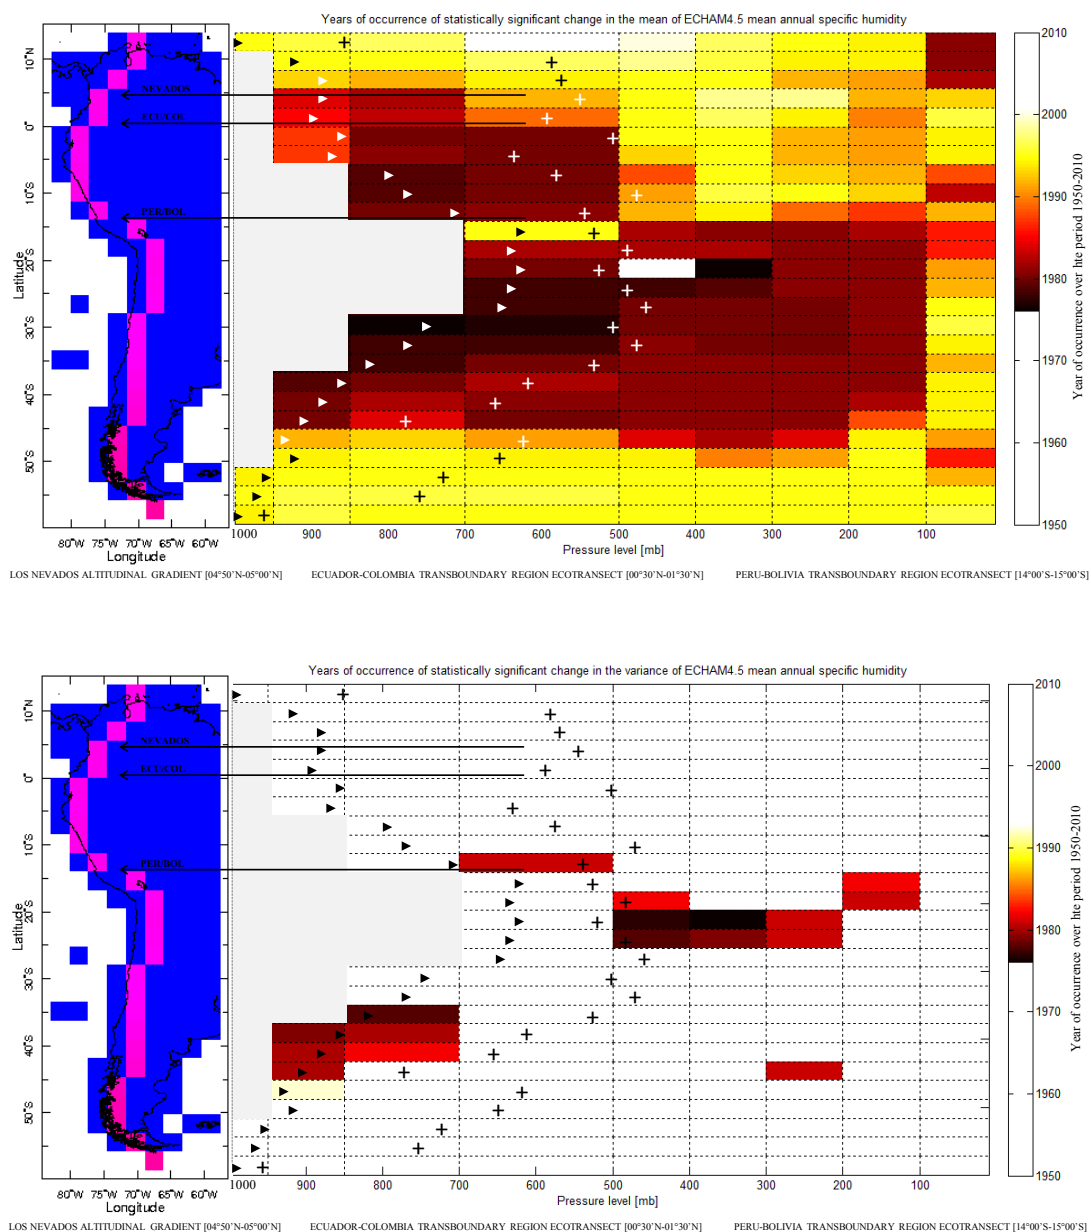 Years of occurrence of statistically significant change in the mean of ECHAM4.5 mean annual specific humidity
10°N
0°
10°S
20°S
30°S
40°S
50°S
Latitude
NEVADOS
ECU/COL
PER/BOL
80°W 75°W 70°W 65°W 60°W
Longitude
1000 900 800 700 600 500 400 300 200 100
Pressure level [mb]
2010
2000
1990
1980
1970
1960
1950
Year of occurrence over hte period 1950-2010
LOS NEVADOS ALTITUDINAL GRADIENT [04°50'N-05°00'N] ECUADOR-COLOMBIA TRANSBOUNDARY REGION ECOTRANSECT [00°30'N-01°30'N] PERU-BOLIVIA TRANSBOUNDARY REGION ECOTRANSECT [14°00'S-15°00'S]
Years of occurrence of statistically significant change in the variance of ECHAM4.5 mean annual specific humidity
10°N
0°
10°S
20°S
30°S
40°S
50°S
Latitude
NEVADOS
ECU/COL
PER/BOL
80°W 75°W 70°W 65°W 60°W
Longitude
1000 900 800 700 600 500 400 300 200 100
Pressure level [mb]
2010
2000
1990
1980
1970
1960
1950
Year of occurrence over hte period 1950-2010
LOS NEVADOS ALTITUDINAL GRADIENT [04°50'N-05°00'N] ECUADOR-COLOMBIA TRANSBOUNDARY REGION ECOTRANSECT [00°30'N-01°30'N] PERU-BOLIVIA TRANSBOUNDARY REGION ECOTRANSECT [14°00'S-15°00'S]